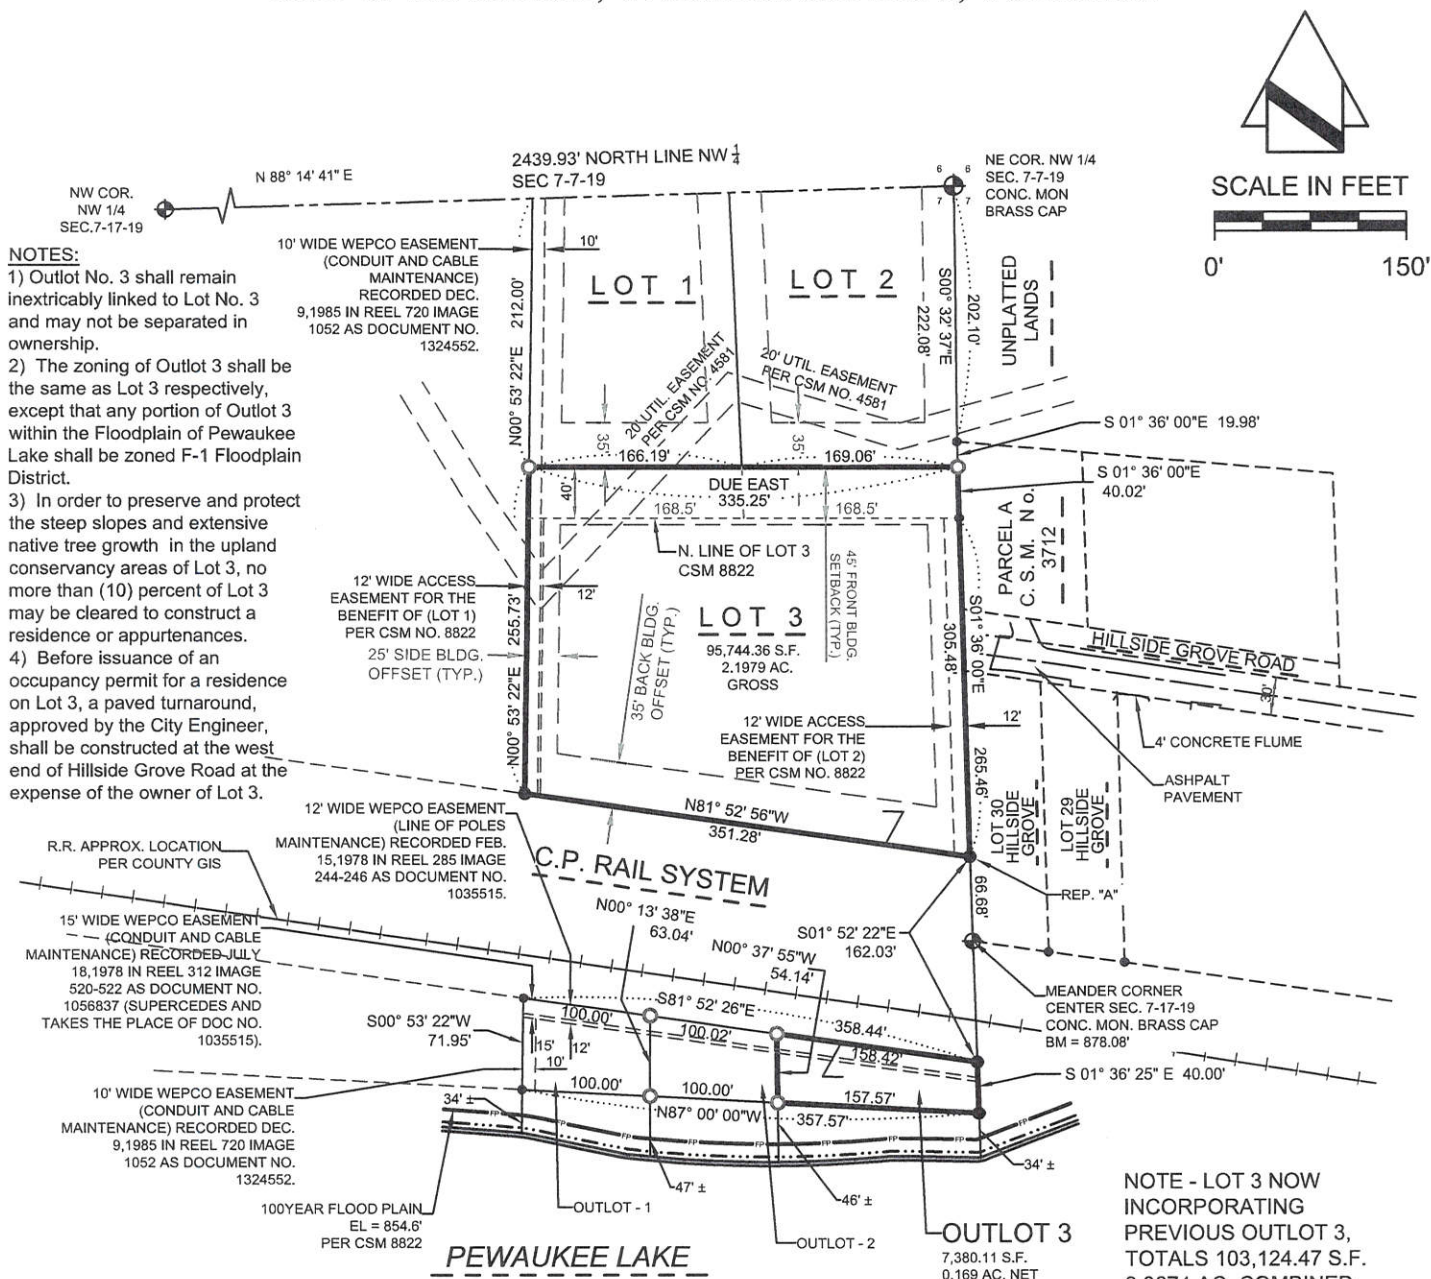 SCALE IN FEET
0'
150'
2439.93' NORTH LINE NW 1/4
SEC 7-7-19
N 88° 14' 41" E
NW COR.
NW 1/4
SEC.7-17-19
6 6
7 7
NE COR. NW 1/4
SEC. 7-7-19
CONC. MON
BRASS CAP
NOTES:
1) Outlot No. 3 shall remain
inextricably linked to Lot No. 3
and may not be separated in
ownership.
2) The zoning of Outlot 3 shall be
the same as Lot 3 respectively,
except that any portion of Outlot 3
within the Floodplain of Pewaukee
Lake shall be zoned F-1 Floodplain
District.
3) In order to preserve and protect
the steep slopes and extensive
native tree growth in the upland
conservancy areas of Lot 3, no
more than (10) percent of Lot 3
may be cleared to construct a
residence or appurtenances.
4) Before issuance of an
occupancy permit for a residence
on Lot 3, a paved turnaround,
approved by the City Engineer,
shall be constructed at the west
end of Hillside Grove Road at the
expense of the owner of Lot 3.
10' WIDE WEPCO EASEMENT
(CONDUIT AND CABLE
MAINTENANCE)
RECORDED DEC.
9,1985 IN REEL 720 IMAGE
1052 AS DOCUMENT NO.
1324552.
10'
N00° 53' 22"E
212.00'
LOT 1
LOT 2
20' UTIL. EASEMENT
PER CSM NO. 4581
20' UTIL. EASEMENT
PER CSM NO. 4581
35'
35'
S00° 32' 37"E
222.08'
202.10'
UNPLATTED
LANDS
S 01° 36' 00"E 19.98'
166.19'
169.06'
DUE EAST
335.25'
S 01° 36' 00"E
40.02'
40'
168.5'
168.5'
N. LINE OF LOT 3
CSM 8822
45' FRONT BLDG.
SETBACK (TYP.)
PARCEL A
C. S. M. No.
3712
12' WIDE ACCESS
EASEMENT FOR THE
BENEFIT OF (LOT 1)
PER CSM NO. 8822
12'
25' SIDE BLDG.
OFFSET (TYP.)
N00° 53' 22"E
255.73'
LOT 3
95,744.36 S.F.
2.1979 AC.
GROSS
35' BACK BLDG.
OFFSET (TYP.)
305.48'
S01° 36' 00"E
265.46'
HILLSIDE GROVE ROAD
30'
12' WIDE ACCESS
EASEMENT FOR THE
BENEFIT OF (LOT 2)
PER CSM NO. 8822
12'
4' CONCRETE FLUME
ASHPALT
PAVEMENT
LOT 30
HILLSIDE
GROVE
LOT 29
HILLSIDE
GROVE
N81° 52' 56"W
351.28'
12' WIDE WEPCO EASEMENT
(LINE OF POLES
MAINTENANCE) RECORDED FEB.
15,1978 IN REEL 285 IMAGE
244-246 AS DOCUMENT NO.
1035515.
R.R. APPROX. LOCATION
PER COUNTY GIS
C.P. RAIL SYSTEM
66.68'
REP. "A"
15' WIDE WEPCO EASEMENT
(CONDUIT AND CABLE
MAINTENANCE) RECORDED JULY
18,1978 IN REEL 312 IMAGE
520-522 AS DOCUMENT NO.
1056837 (SUPERCEDES AND
TAKES THE PLACE OF DOC NO.
1035515).
N00° 13' 38"E
63.04'
N00° 37' 55"W
54.14'
S01° 52' 22"E
162.03'
MEANDER CORNER
CENTER SEC. 7-17-19
CONC. MON. BRASS CAP
BM = 878.08'
S81° 52' 26"E
358.44'
S00° 53' 22"W
71.95'
100.00'
100.02'
158.42'
15'
12'
10'
S 01° 36' 25" E 40.00'
100.00'
100.00'
157.57'
N87° 00' 00"W
357.57'
10' WIDE WEPCO EASEMENT
(CONDUIT AND CABLE
MAINTENANCE) RECORDED DEC.
9,1985 IN REEL 720 IMAGE
1052 AS DOCUMENT NO.
1324552.
34' ±
FP FP FP FP FP FP
34' ±
47' ±
46' ±
100YEAR FLOOD PLAIN
EL = 854.6'
PER CSM 8822
OUTLOT - 1
OUTLOT - 2
OUTLOT 3
7,380.11 S.F.
0.169 AC. NET
PEWAUKEE LAKE
NOTE - LOT 3 NOW
INCORPORATING
PREVIOUS OUTLOT 3,
TOTALS 103,124.47 S.F.